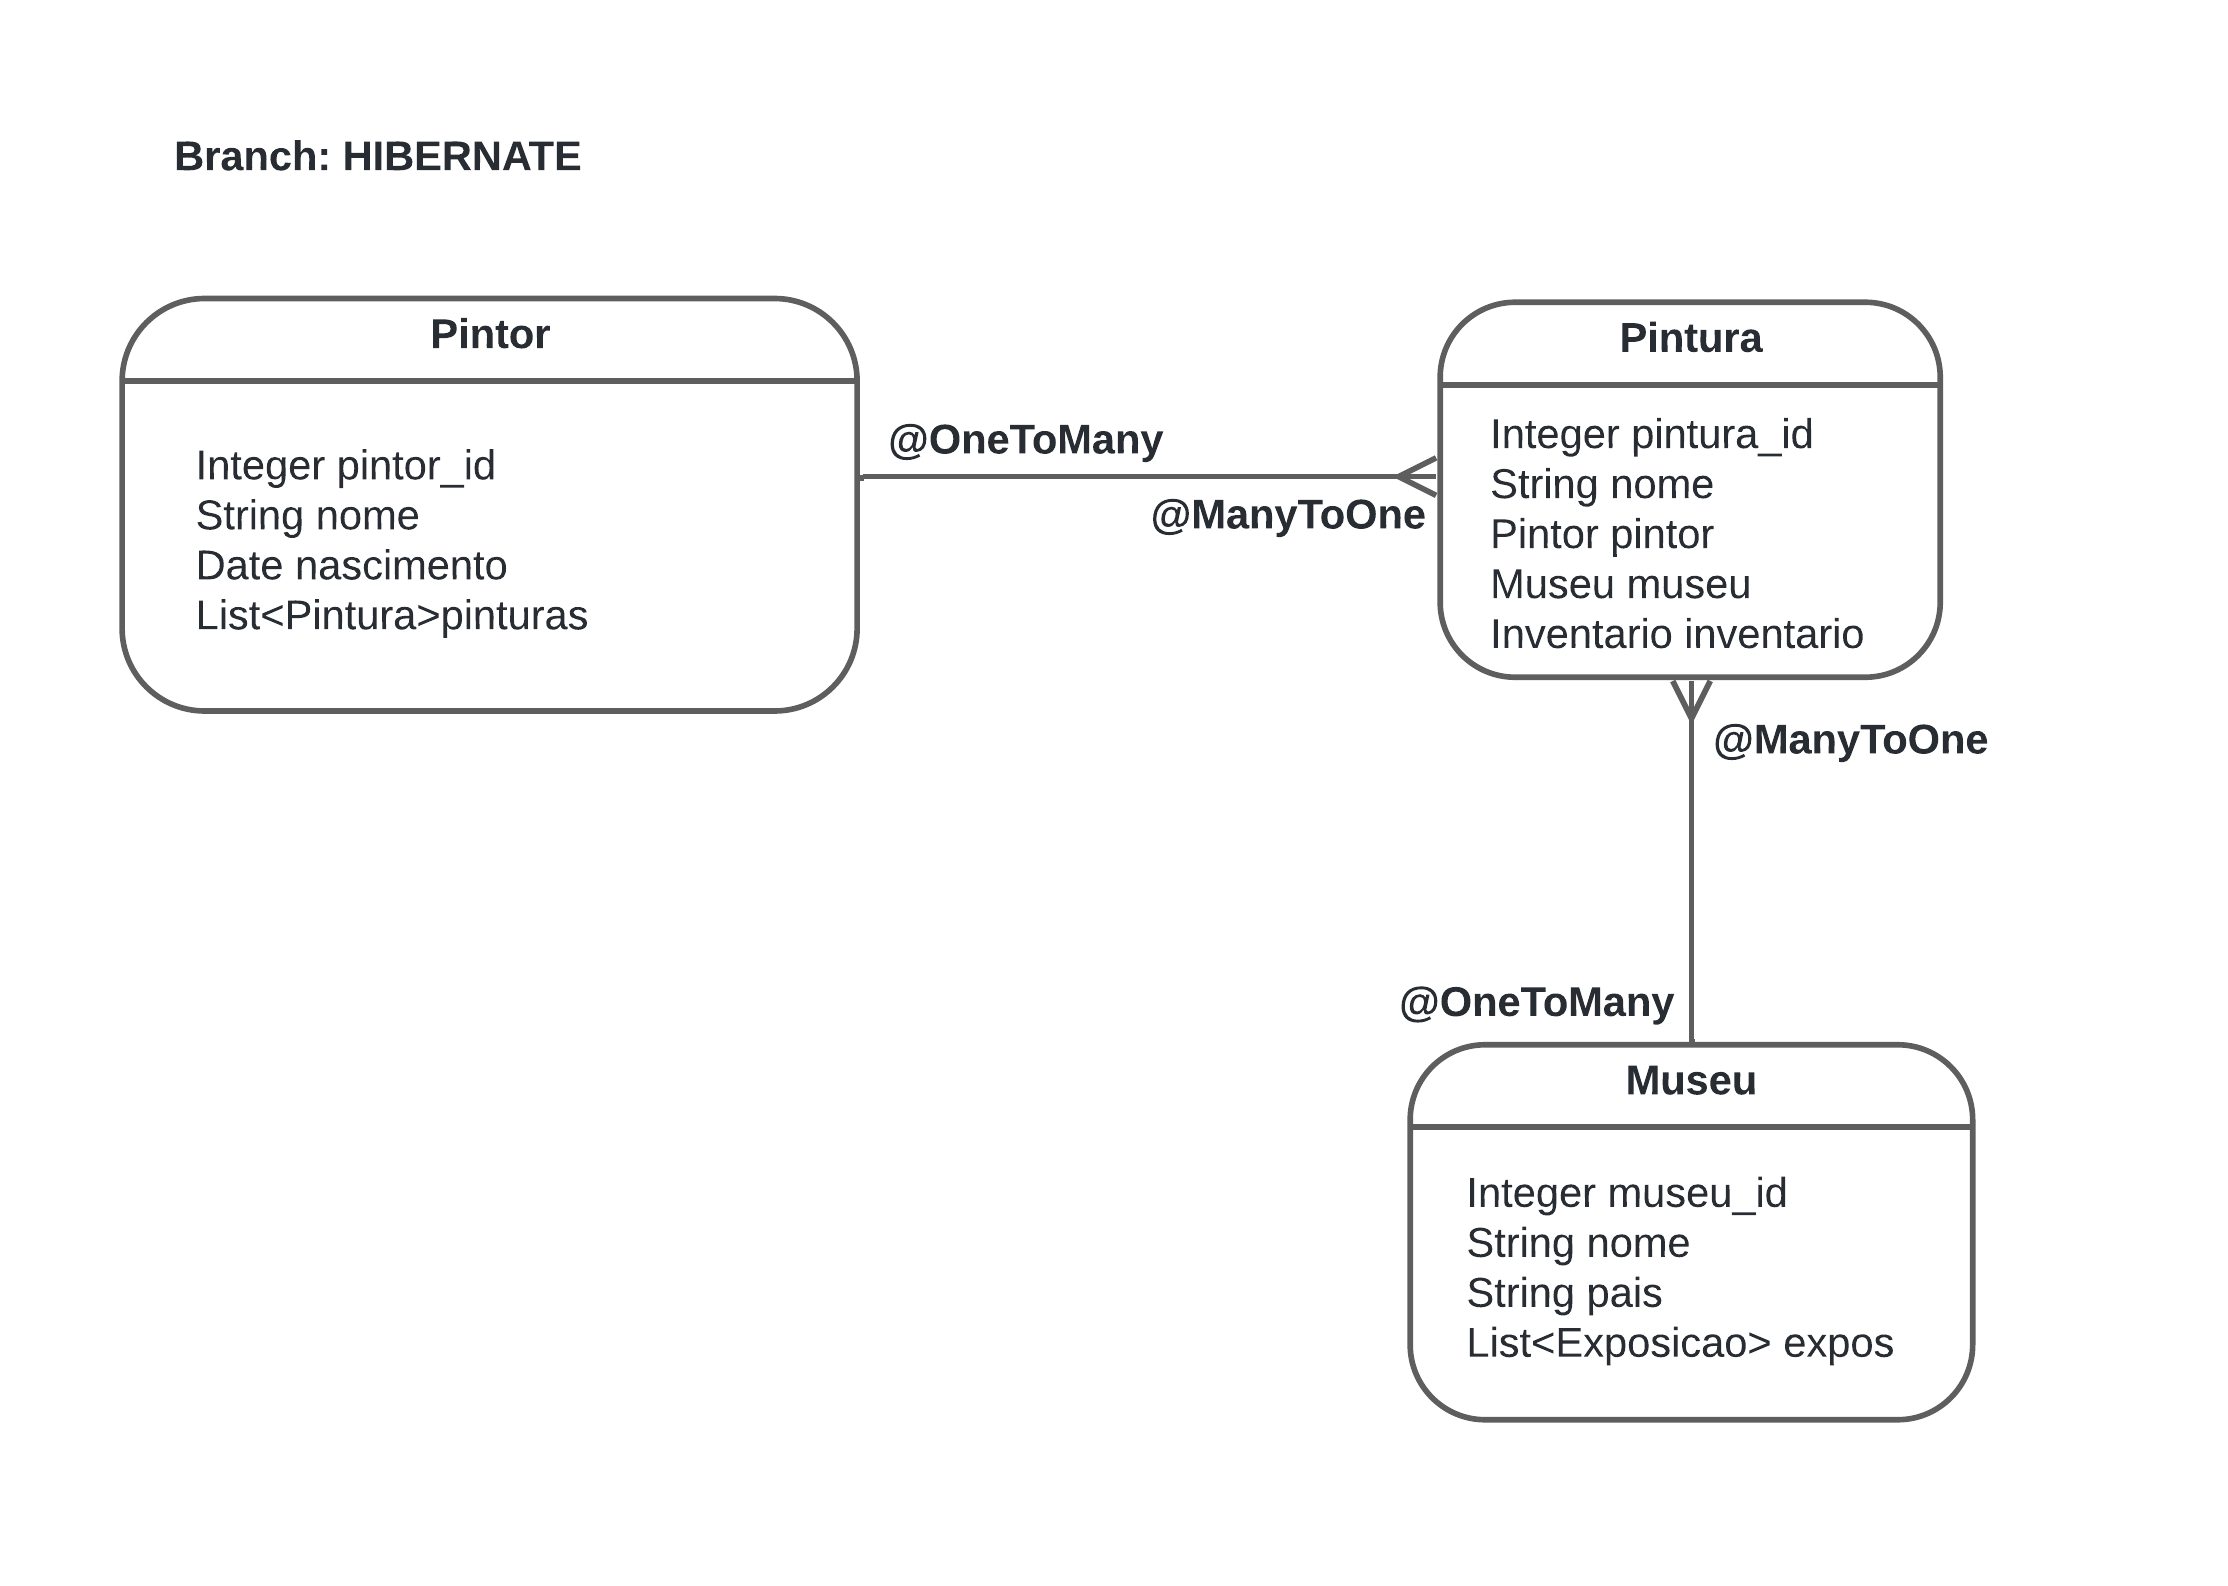 Branch: HIBERNATE
Pintor
Integer pintor_id
String nome
Date nascimento
List<Pintura>pinturas
@OneToMany
@ManyToOne
Pintura
Integer pintura_id
String nome
Pintor pintor
Museu museu
Inventario inventario
@ManyToOne
@OneToMany
Museu
Integer museu_id
String nome
String pais
List<Exposicao> expos